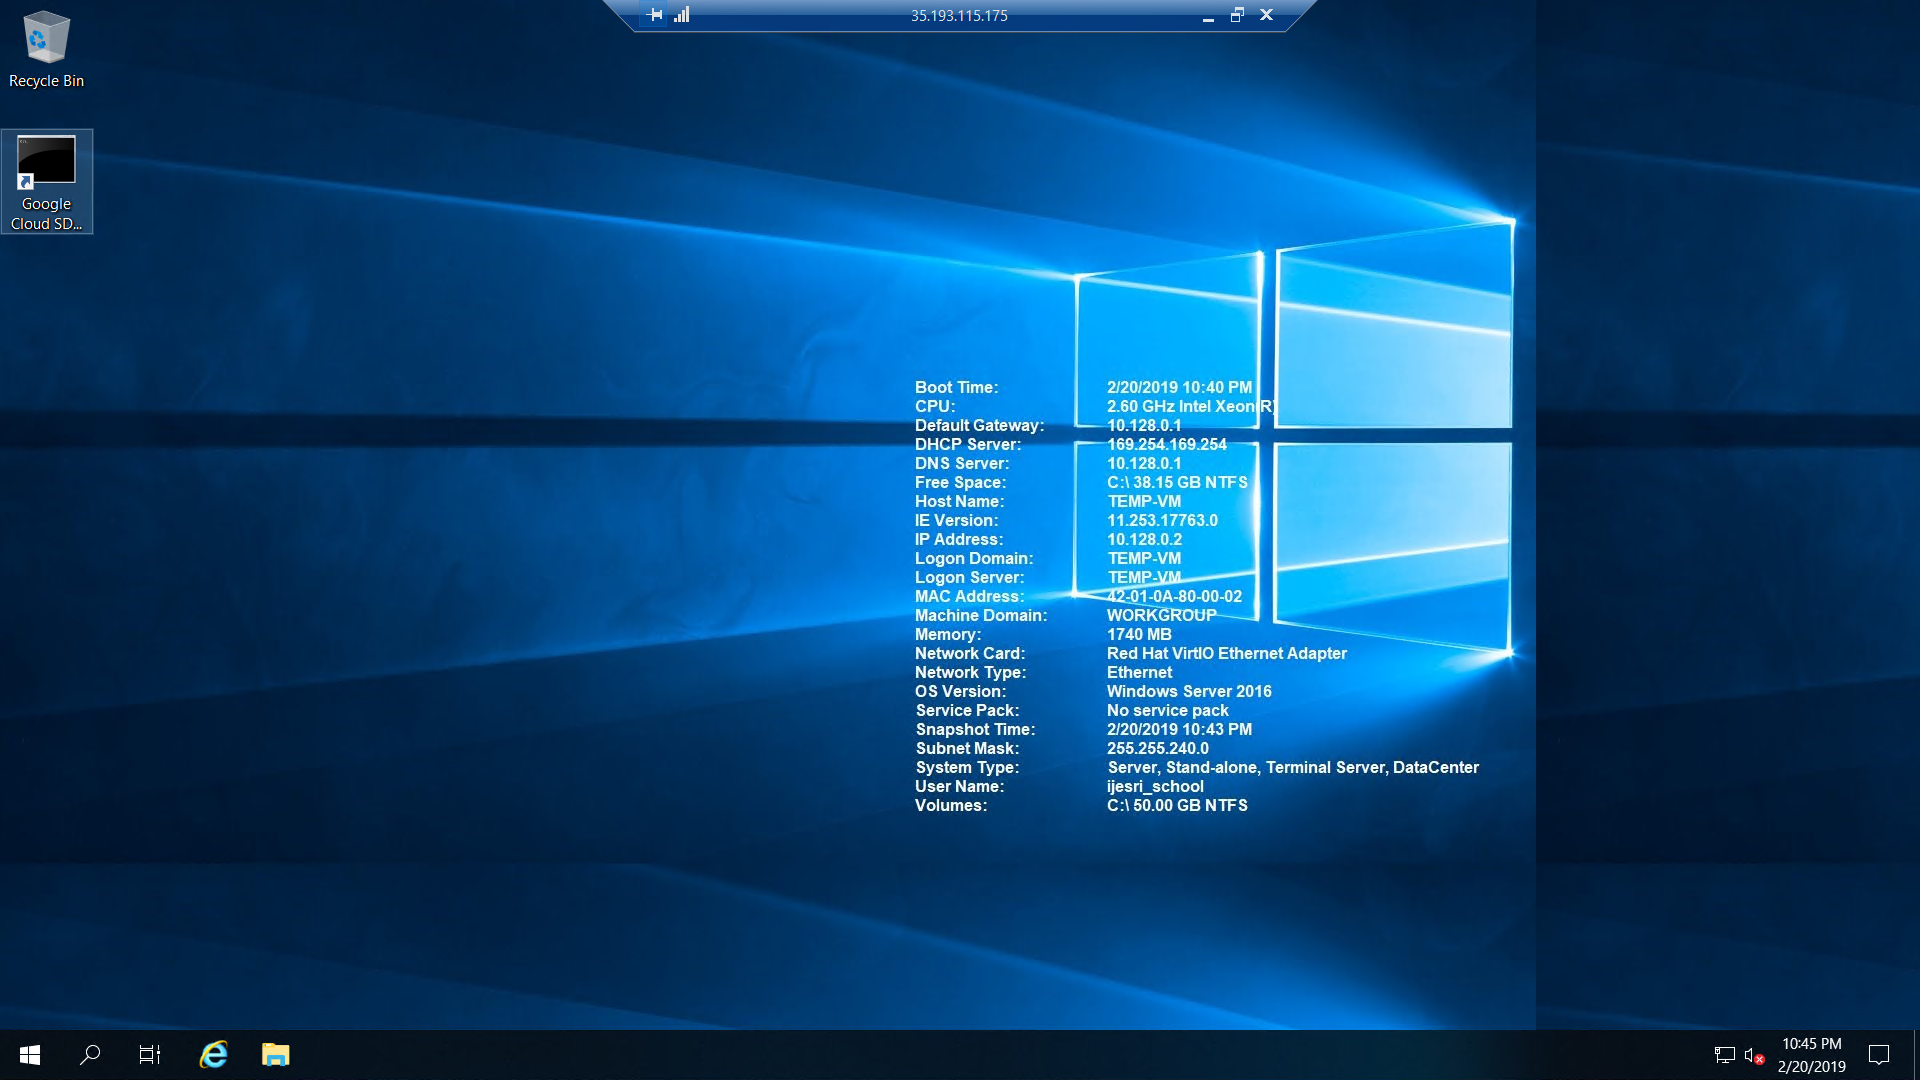 35.193.115.175
Recycle Bin
Google
Cloud SD...
Boot Time: 2/20/2019 10:40 PM
CPU: 2.60 GHz Intel Xeon(R)
Default Gateway: 10.128.0.1
DHCP Server: 169.254.169.254
DNS Server: 10.128.0.1
Free Space: C:\ 38.15 GB NTFS
Host Name: TEMP-VM
IE Version: 11.253.17763.0
IP Address: 10.128.0.2
Logon Domain: TEMP-VM
Logon Server: TEMP-VM
MAC Address: 42-01-0A-80-00-02
Machine Domain: WORKGROUP
Memory: 1740 MB
Network Card: Red Hat VirtIO Ethernet Adapter
Network Type: Ethernet
OS Version: Windows Server 2016
Service Pack: No service pack
Snapshot Time: 2/20/2019 10:43 PM
Subnet Mask: 255.255.240.0
System Type: Server, Stand-alone, Terminal Server, DataCenter
User Name: ijesri_school
Volumes: C:\ 50.00 GB NTFS
10:45 PM
2/20/2019